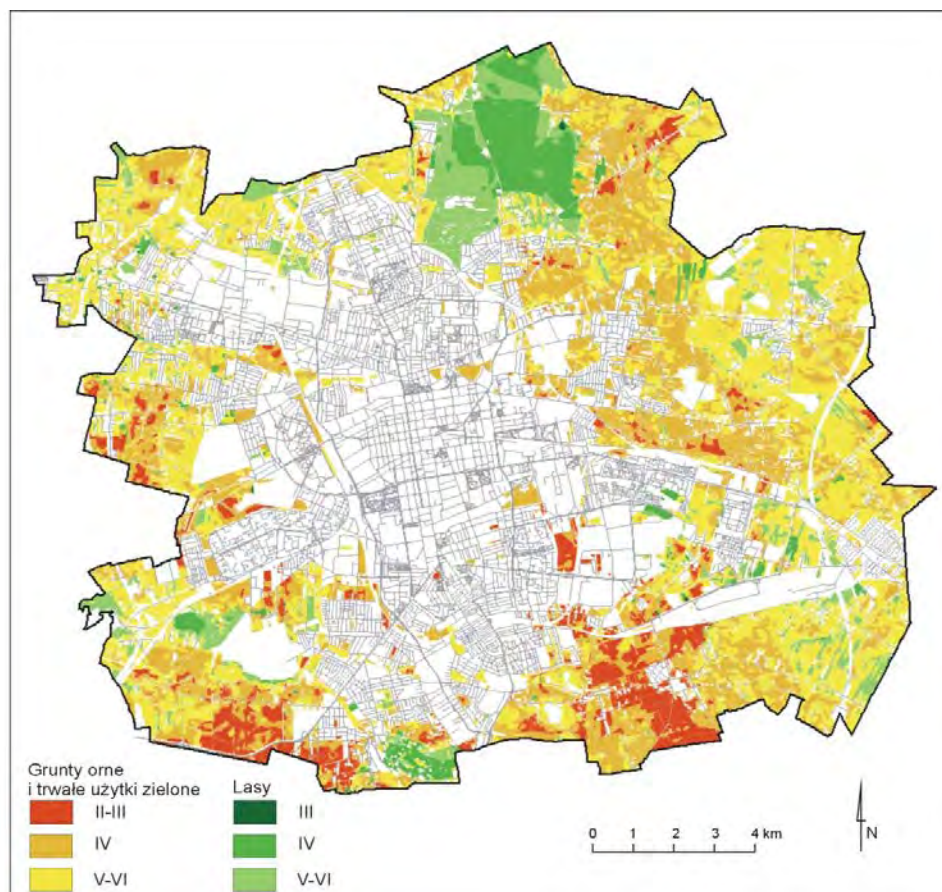 Grunty orne
i trwałe użytki zielone
II-III
IV
V-VI
Lasy
III
IV
V-VI
0 1 2 3 4 km
N